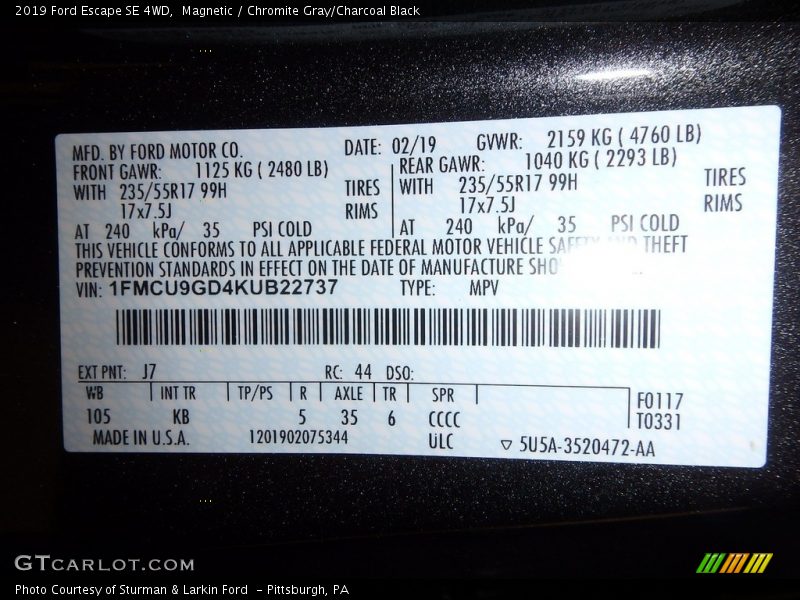 2019 Ford Escape SE 4WD, Magnetic / Chromite Gray/Charcoal Black
MFD. BY FORD MOTOR CO. DATE: 02/19 GVWR: 2159 KG ( 4760 LB)
FRONT GAWR: 1125 KG ( 2480 LB) REAR GAWR: 1040 KG ( 2293 LB)
WITH 235/55R17 99H TIRES WITH 235/55R17 99H TIRES
17x7.5J RIMS 17x7.5J RIMS
AT 240 kPa/ 35 PSI COLD AT 240 kPa/ 35 PSI COLD
THIS VEHICLE CONFORMS TO ALL APPLICABLE FEDERAL MOTOR VEHICLE SAFETY AND THEFT
PREVENTION STANDARDS IN EFFECT ON THE DATE OF MANUFACTURE
VIN: 1FMCU9GD4KUB22737 TYPE: MPV
EXT PNT: J7 RC: 44 DSO:
WB INT TR TP/PS R AXLE TR SPR F0117
105 KB 5 35 6 CCCC T0331
MADE IN U.S.A. 1201902075344 ULC ▽ 5U5A-3520472-AA
GTCARLOT.COM
Photo Courtesy of Sturman & Larkin Ford - Pittsburgh, PA